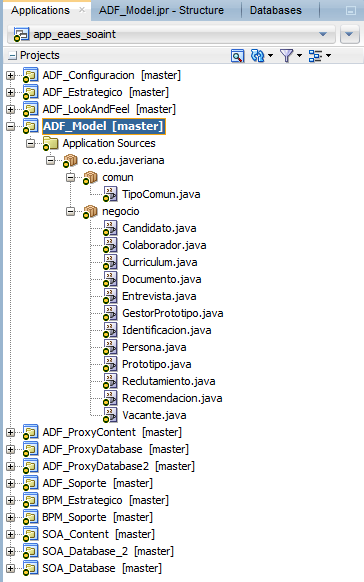 Applications
ADF_Model.jpr - Structure
Databases
app_eaes_soaint
Projects
ADF_Configuracion [master]
ADF_Estrategico [master]
ADF_LookAndFeel [master]
ADF_Model [master]
Application Sources
co.edu.javeriana
comun
TipoComun.java
negocio
Candidato.java
Colaborador.java
Curriculum.java
Documento.java
Entrevista.java
GestorPrototipo.java
Identificacion.java
Persona.java
Prototipo.java
Reclutamiento.java
Recomendacion.java
Vacante.java
ADF_ProxyContent [master]
ADF_ProxyDatabase [master]
ADF_ProxyDatabase2 [master]
ADF_Soporte [master]
BPM_Estrategico [master]
BPM_Soporte [master]
SOA_Content [master]
SOA_Database_2 [master]
SOA_Database [master]